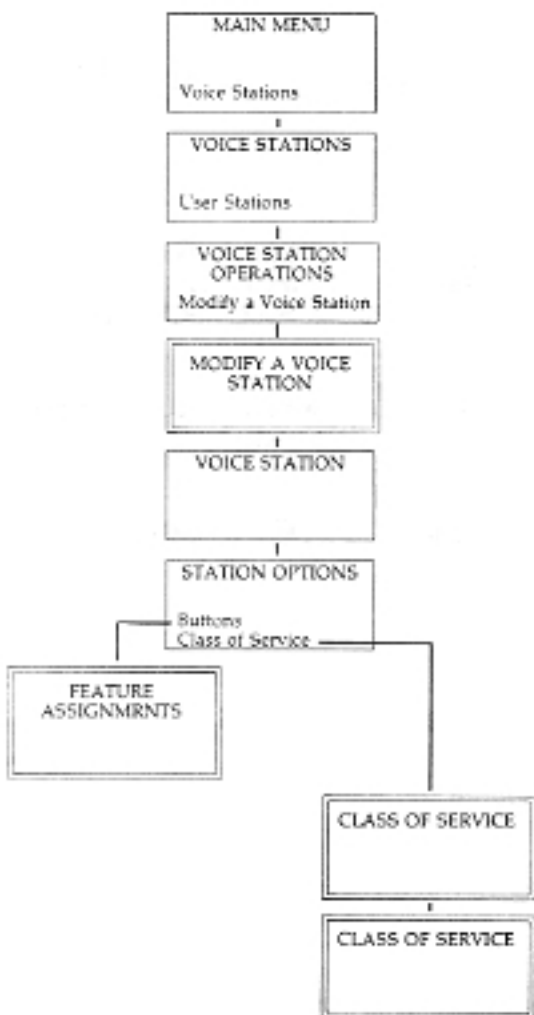 MAIN MENU
Voice Stations
VOICE STATIONS
User Stations
VOICE STATION
OPERATIONS
Modify a Voice Station
MODIFY A VOICE
STATION
VOICE STATION
STATION OPTIONS
Buttons
Class of Service
FEATURE
ASSIGNMRNTS
CLASS OF SERVICE
CLASS OF SERVICE